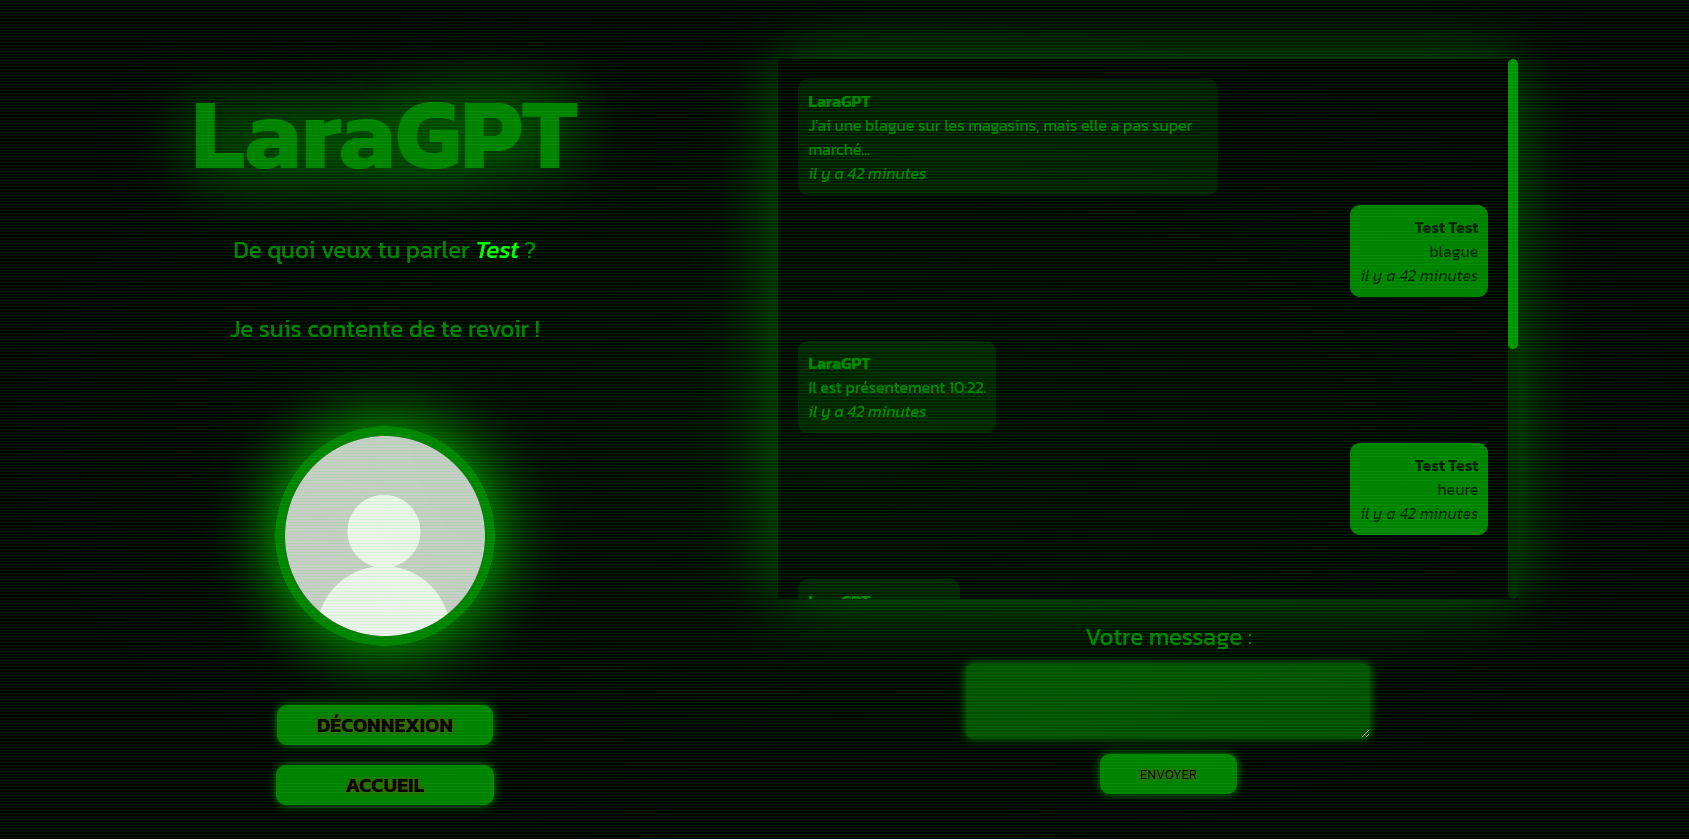 LaraGPT
De quoi veux tu parler Test ?
Je suis contente de te revoir !
DÉCONNEXION
ACCUEIL
LaraGPT
J'ai une blague sur les magasins, mais elle a pas super
marché...
il y a 42 minutes
Test Test
blague
il y a 42 minutes
LaraGPT
Il est présentement 10:22.
il y a 42 minutes
Test Test
heure
il y a 42 minutes
LaraGPT
Votre message :
ENVOYER